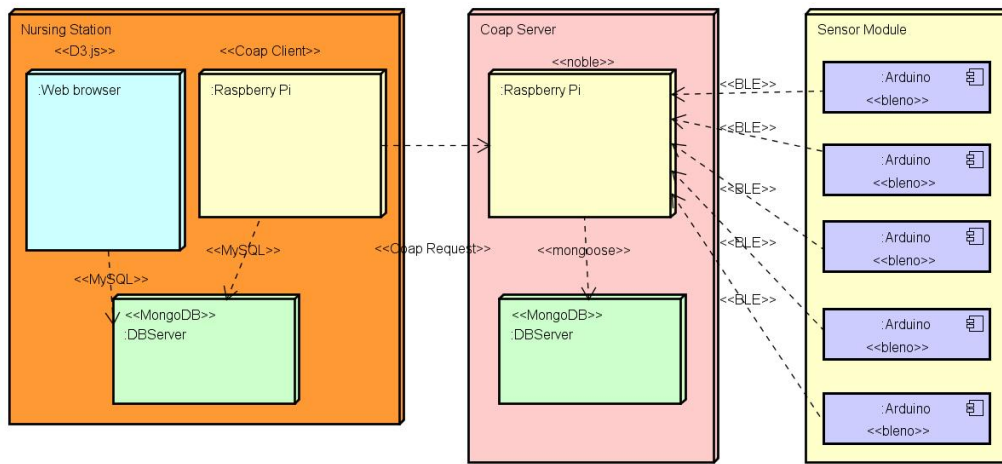 Nursing Station
<<D3.js>>
<<Coap Client>>
:Web browser
:Raspberry Pi
<<MySQL>>
<<MySQL>>
<<MongoDB>>
:DBServer
<<Coap Request>>
Coap Server
<<noble>>
:Raspberry Pi
<<mongoose>>
<<MongoDB>>
:DBServer
<<BLE>>
<<BLE>>
<<BLE>>
<<BLE>>
<<BLE>>
Sensor Module
:Arduino
<<bleno>>
:Arduino
<<bleno>>
:Arduino
<<bleno>>
:Arduino
<<bleno>>
:Arduino
<<bleno>>